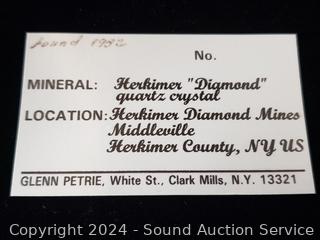 found 1982
No.
MINERAL: Herkimer "Diamond"
quartz crystal
LOCATION: Herkimer Diamond Mines
Middleville
Herkimer County, NY US
GLENN PETRIE, White St., Clark Mills, N.Y. 13321
Copyright 2024 - Sound Auction Service